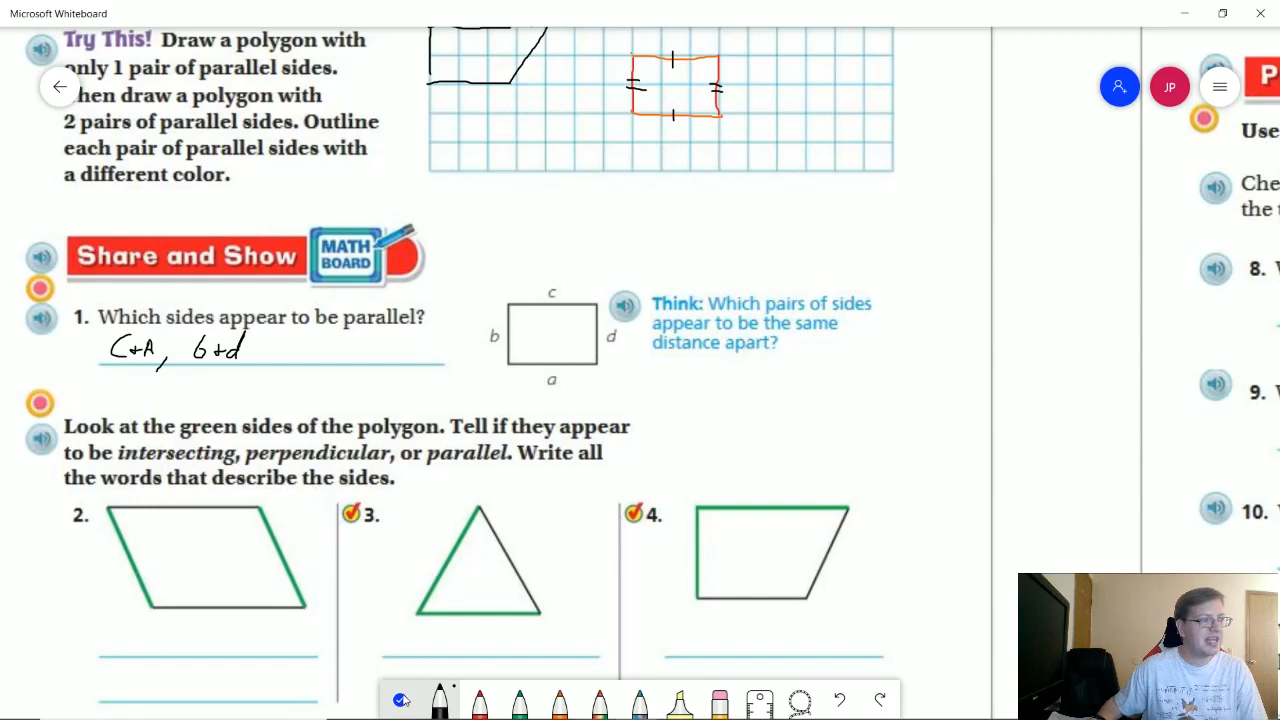 Microsoft Whiteboard
Try This! Draw a polygon with
only 1 pair of parallel sides.
Then draw a polygon with
2 pairs of parallel sides. Outline
each pair of parallel sides with
a different color.
JP
P
Use
Che
the t
Share and Show
MATH
BOARD
1. Which sides appear to be parallel?
C+A, b+d
c
b
d
a
Think: Which pairs of sides
appear to be the same
distance apart?
8.
9.
10.
Look at the green sides of the polygon. Tell if they appear
to be intersecting, perpendicular, or parallel. Write all
the words that describe the sides.
2.
3.
4.